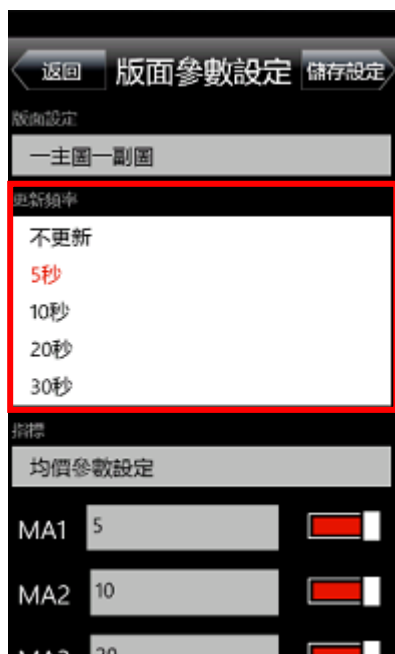 返回 版面參數設定 儲存設定
版面設定
一主圖一副圖
更新頻率
不更新
5秒
10秒
20秒
30秒
指標
均價參數設定
MA1 5
MA2 10
MA3 20